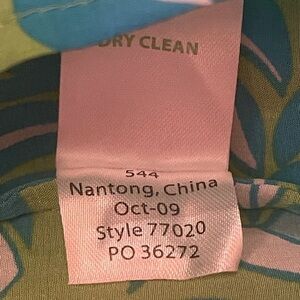 DRY CLEAN
544
Nantong, China
Oct-09
Style 77020
PO 36272